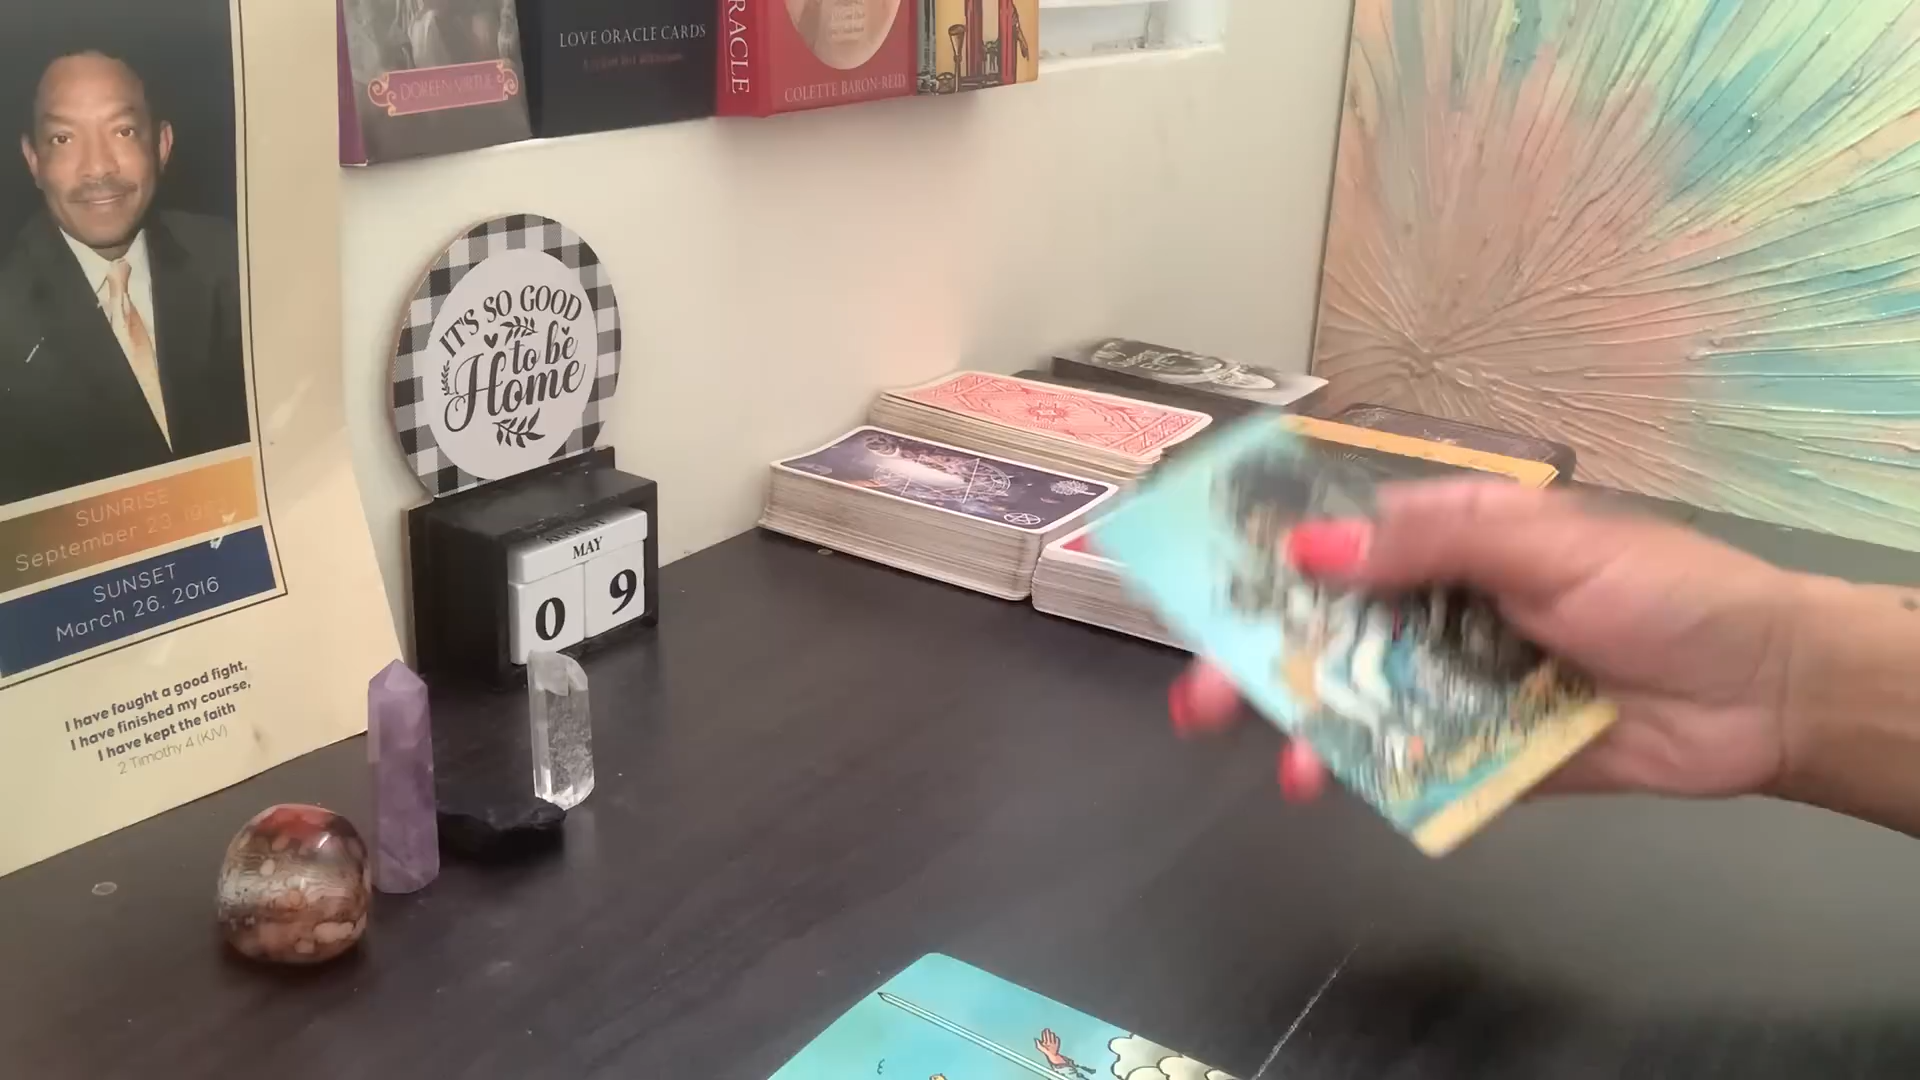 DOREEN VIRTUE
LOVE ORACLE CARDS
ORACLE
COLETTE BARON-REID
IT'S SO GOOD
to be
Home
MAY
0 9
SUNRISE
September 23, 
SUNSET
March 26, 2016
I have fought a good fight,
I have finished my course,
I have kept the faith
2 Timothy 4 (KJV)